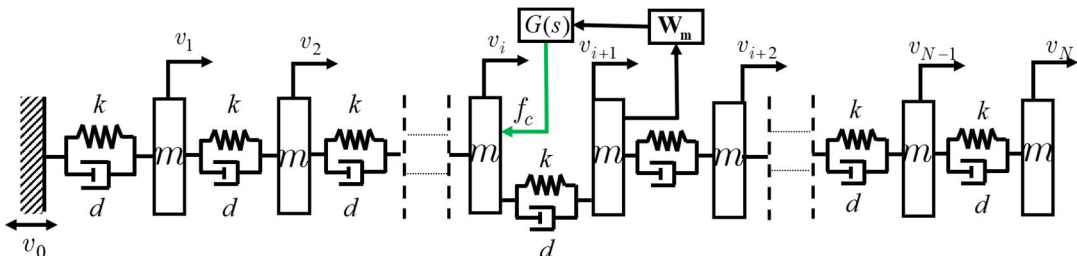 G(s) W_m
v_1 v_2 v_i v_{i+1} v_{i+2} v_{N-1} v_N
k k k f_c k k
m m m k m m m m
d d d d d
v_0 d